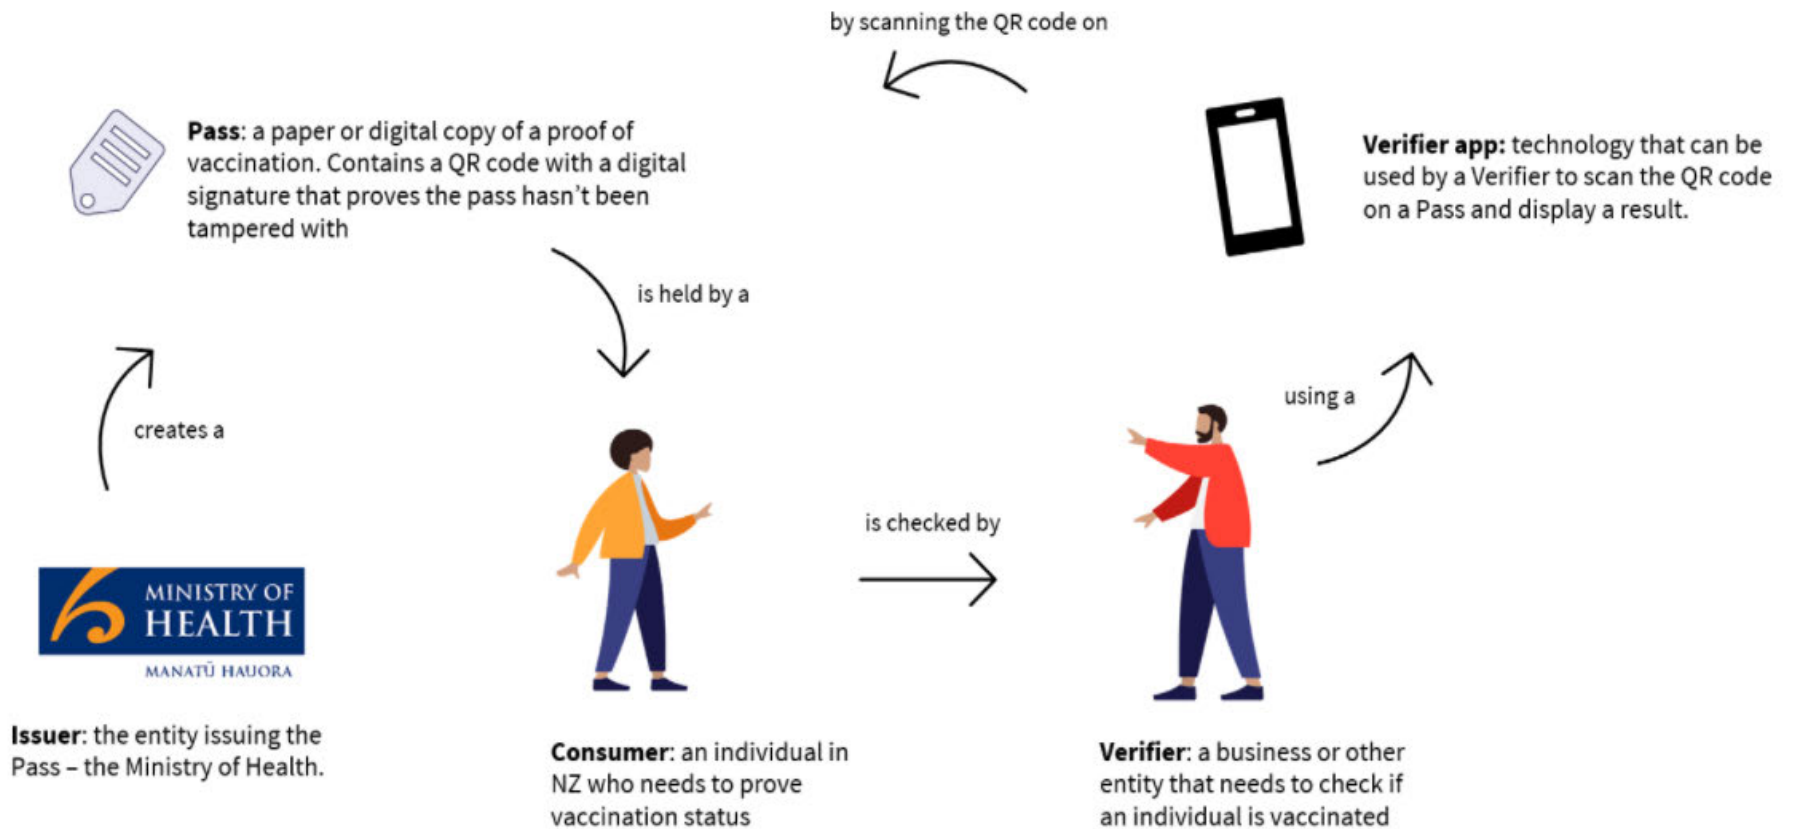 by scanning the QR code on
Pass: a paper or digital copy of a proof of
vaccination. Contains a QR code with a digital
signature that proves the pass hasn’t been
tampered with
Verifier app: technology that can be
used by a Verifier to scan the QR code
on a Pass and display a result.
is held by a
creates a
using a
is checked by
MINISTRY OF
HEALTH
MANATŪ HAUORA
Issuer: the entity issuing the
Pass – the Ministry of Health.
Consumer: an individual in
NZ who needs to prove
vaccination status
Verifier: a business or other
entity that needs to check if
an individual is vaccinated